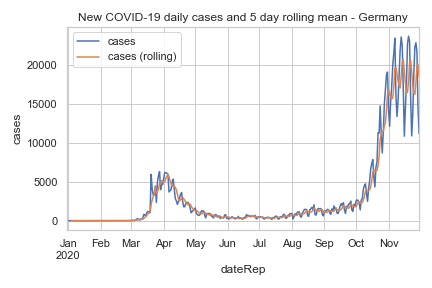 New COVID-19 daily cases and 5 day rolling mean - Germany
cases
cases (rolling)
20000
15000
10000
5000
0
cases
Jan Feb Mar Apr May Jun Jul Aug Sep Oct Nov
2020
dateRep